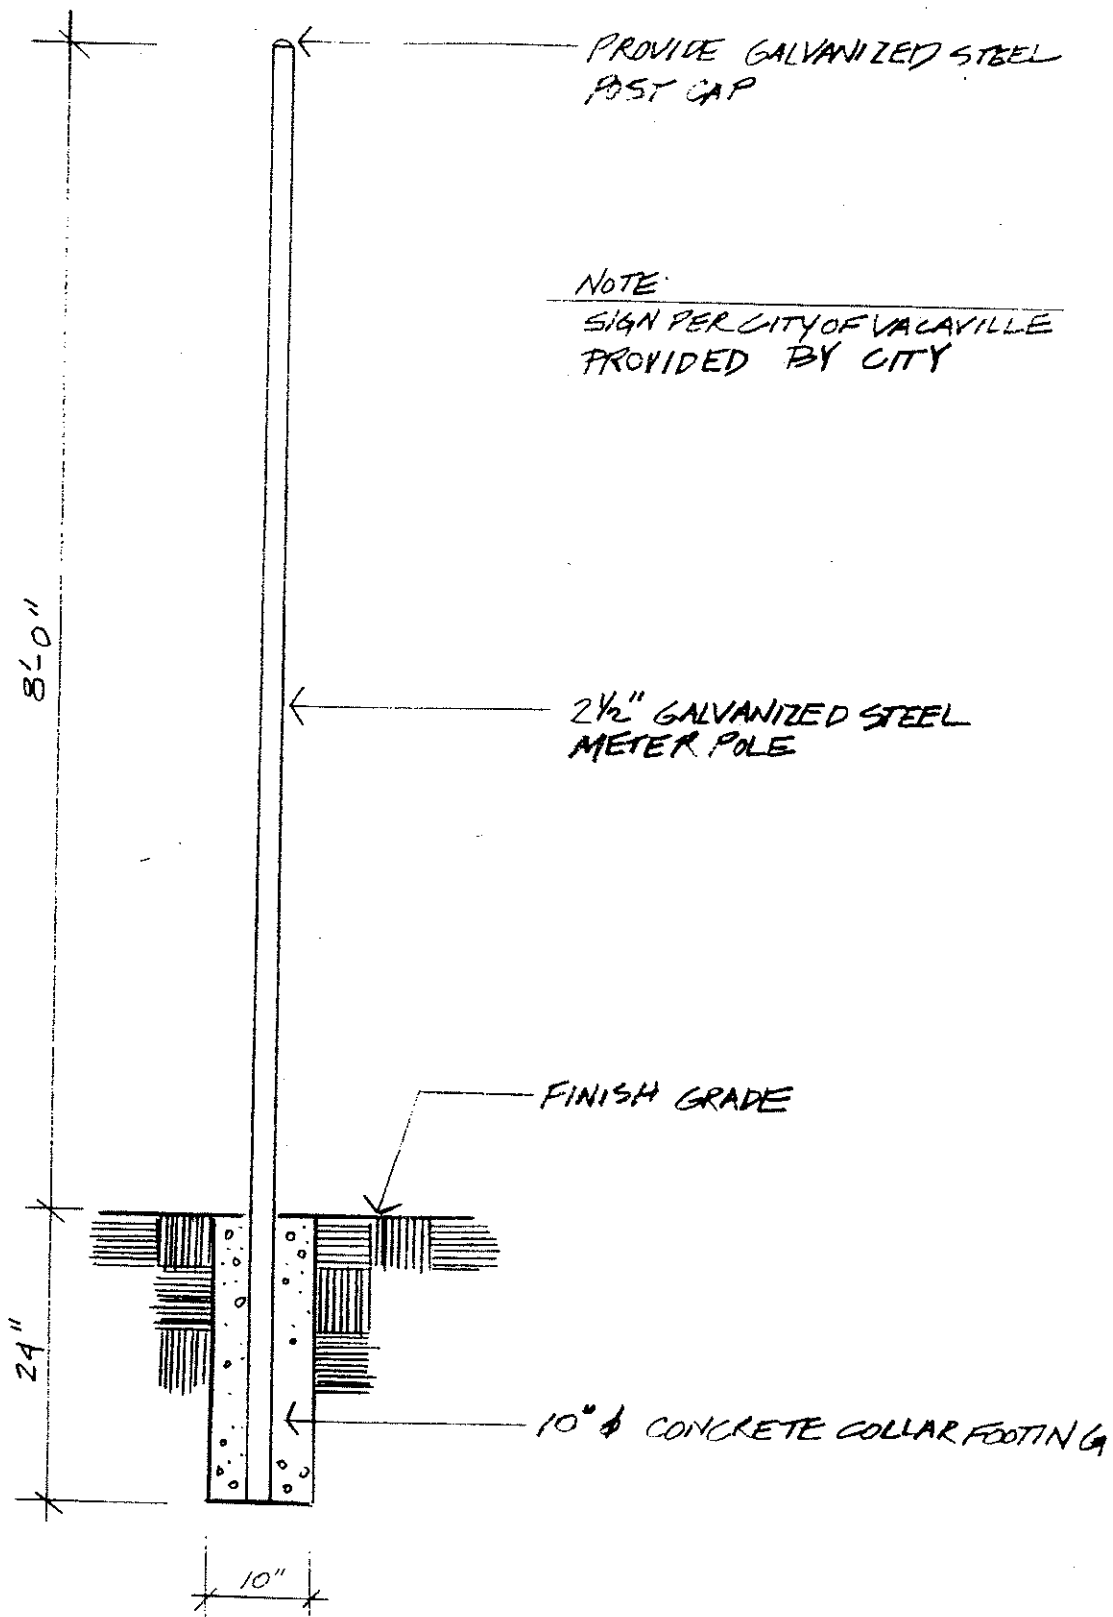 PROVIDE GALVANIZED STEEL
POST CAP
NOTE:
SIGN PER CITY OF VACAVILLE
PROVIDED BY CITY
8'-0"
2½" GALVANIZED STEEL
METER POLE
FINISH GRADE
24"
10" ϕ CONCRETE COLLAR FOOTING
10"